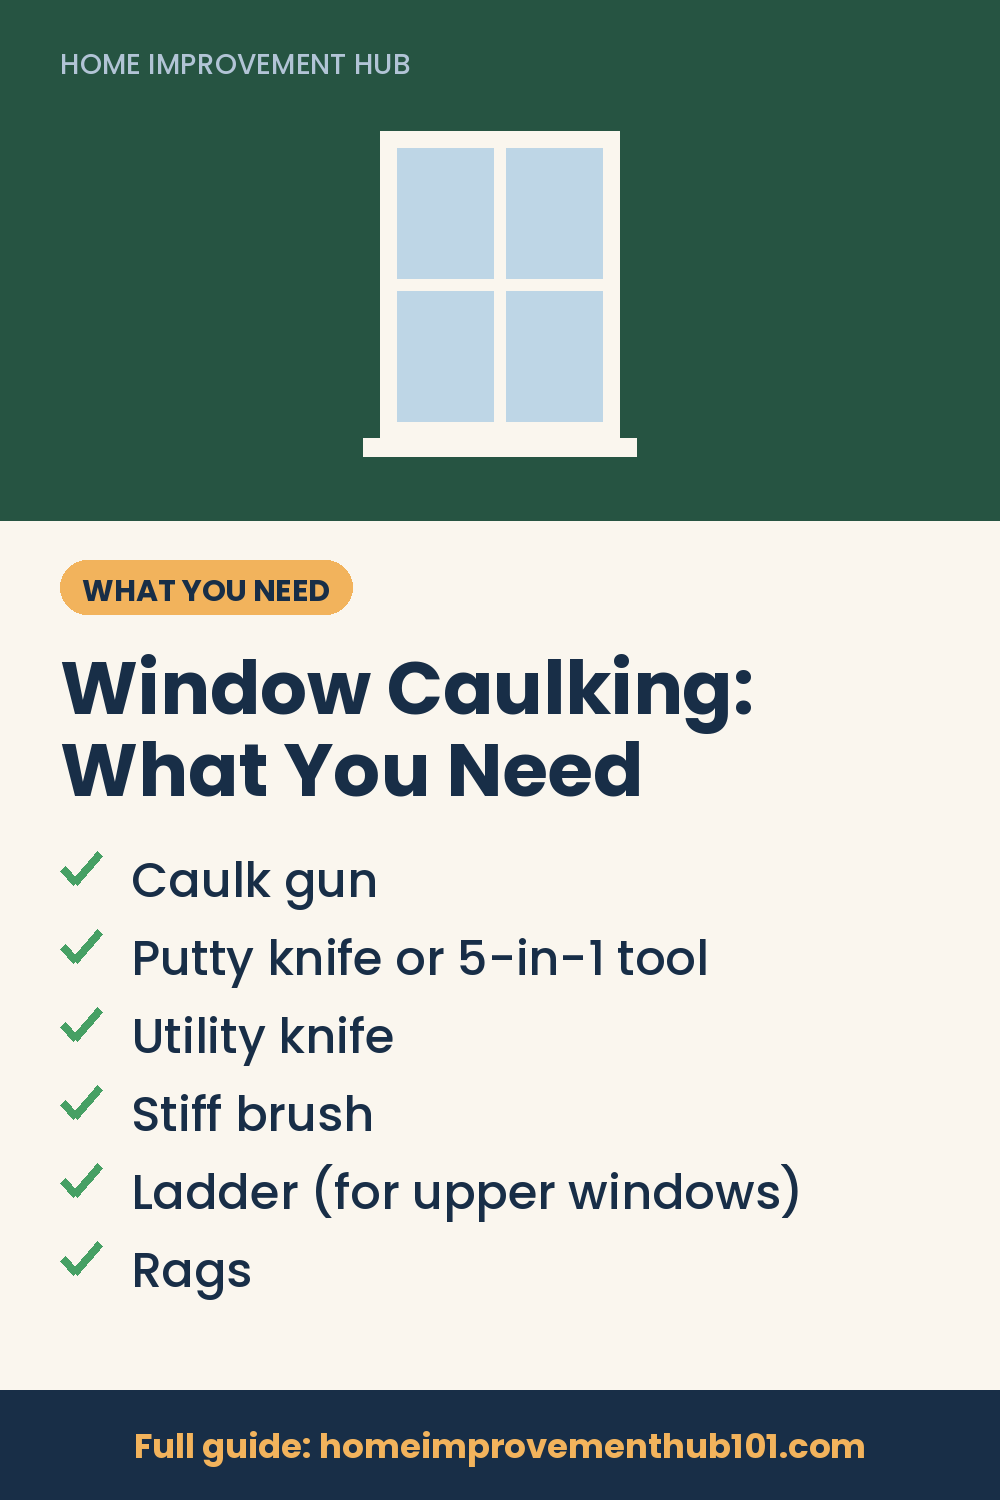 HOME IMPROVEMENT HUB
WHAT YOU NEED
Window Caulking:
What You Need
Caulk gun
Putty knife or 5-in-1 tool
Utility knife
Stiff brush
Ladder (for upper windows)
Rags
Full guide: homeimprovementhub101.com